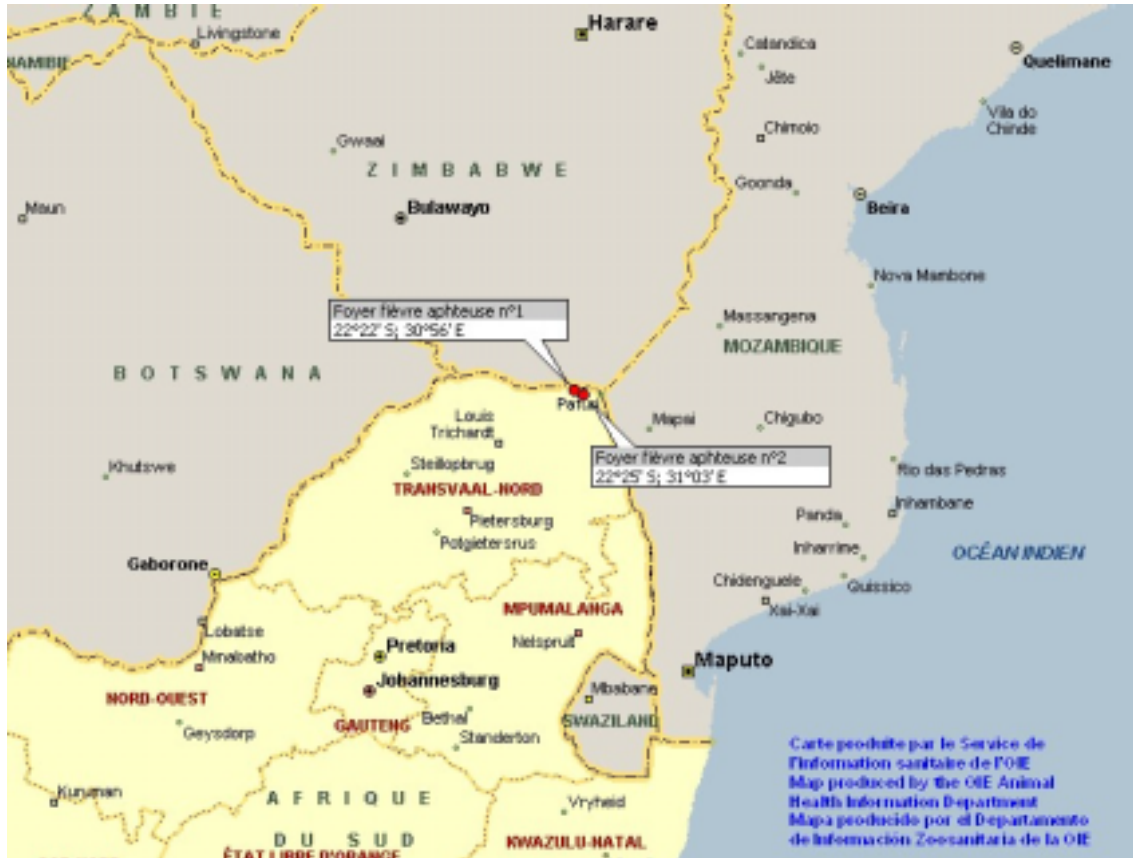 ZAMBIE
Livingstone
NAMIBIE
Harare
Catandica
Jête
Quelimane
Vila do
Chinde
Chimoio
Gwaai
ZIMBABWE
Goonda
Maun
Bulawayo
Beira
Nova Mambone
Foyer fièvre aphteuse n°1
22°22' S; 30°56' E
Massangena
MOZAMBIQUE
BOTSWANA
Louis
Trichardt
Mapai
Chigubo
Foyer fièvre aphteuse n°2
22°25' S; 31°03' E
Khutswe
Steilopbrug
TRANSVAAL-NORD
Rio das Pedras
Pietersburg
Potgietersrus
Panda
Inhambane
Inharrime
OCÉAN INDIEN
Gaborone
Chidenguele
Quissico
Xai-Xai
MPUMALANGA
Lobatse
Nelspruit
Mmabatho
Pretoria
Maputo
Johannesburg
Mbabane
NORD-OUEST
GAUTENG
Bethal
SWAZILAND
Geysdorp
Standerton
Carte produite par le Service de
l'information sanitaire de l'OIE
Map produced by the OIE Animal
Health Information Department
Mapa producido por el Departamento
de Información Zoosanitaria de la OIE
Kuruman
AFRIQUE
DU SUD
Vryheid
ÉTAT LIBRE D'ORANGE
KWAZULU-NATAL